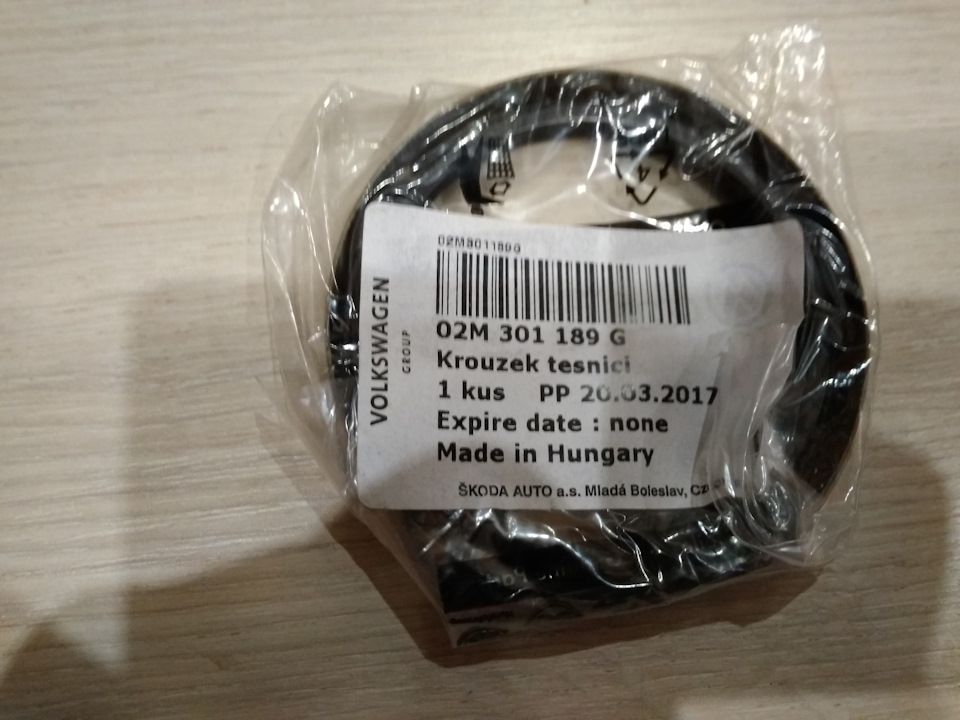 02M301189G
VOLKSWAGEN
GROUP
02M 301 189 G
Krouzek tesnici
1 kus PP 20.03.2017
Expire date : none
Made in Hungary
ŠKODA AUTO a.s. Mladá Boleslav,
4